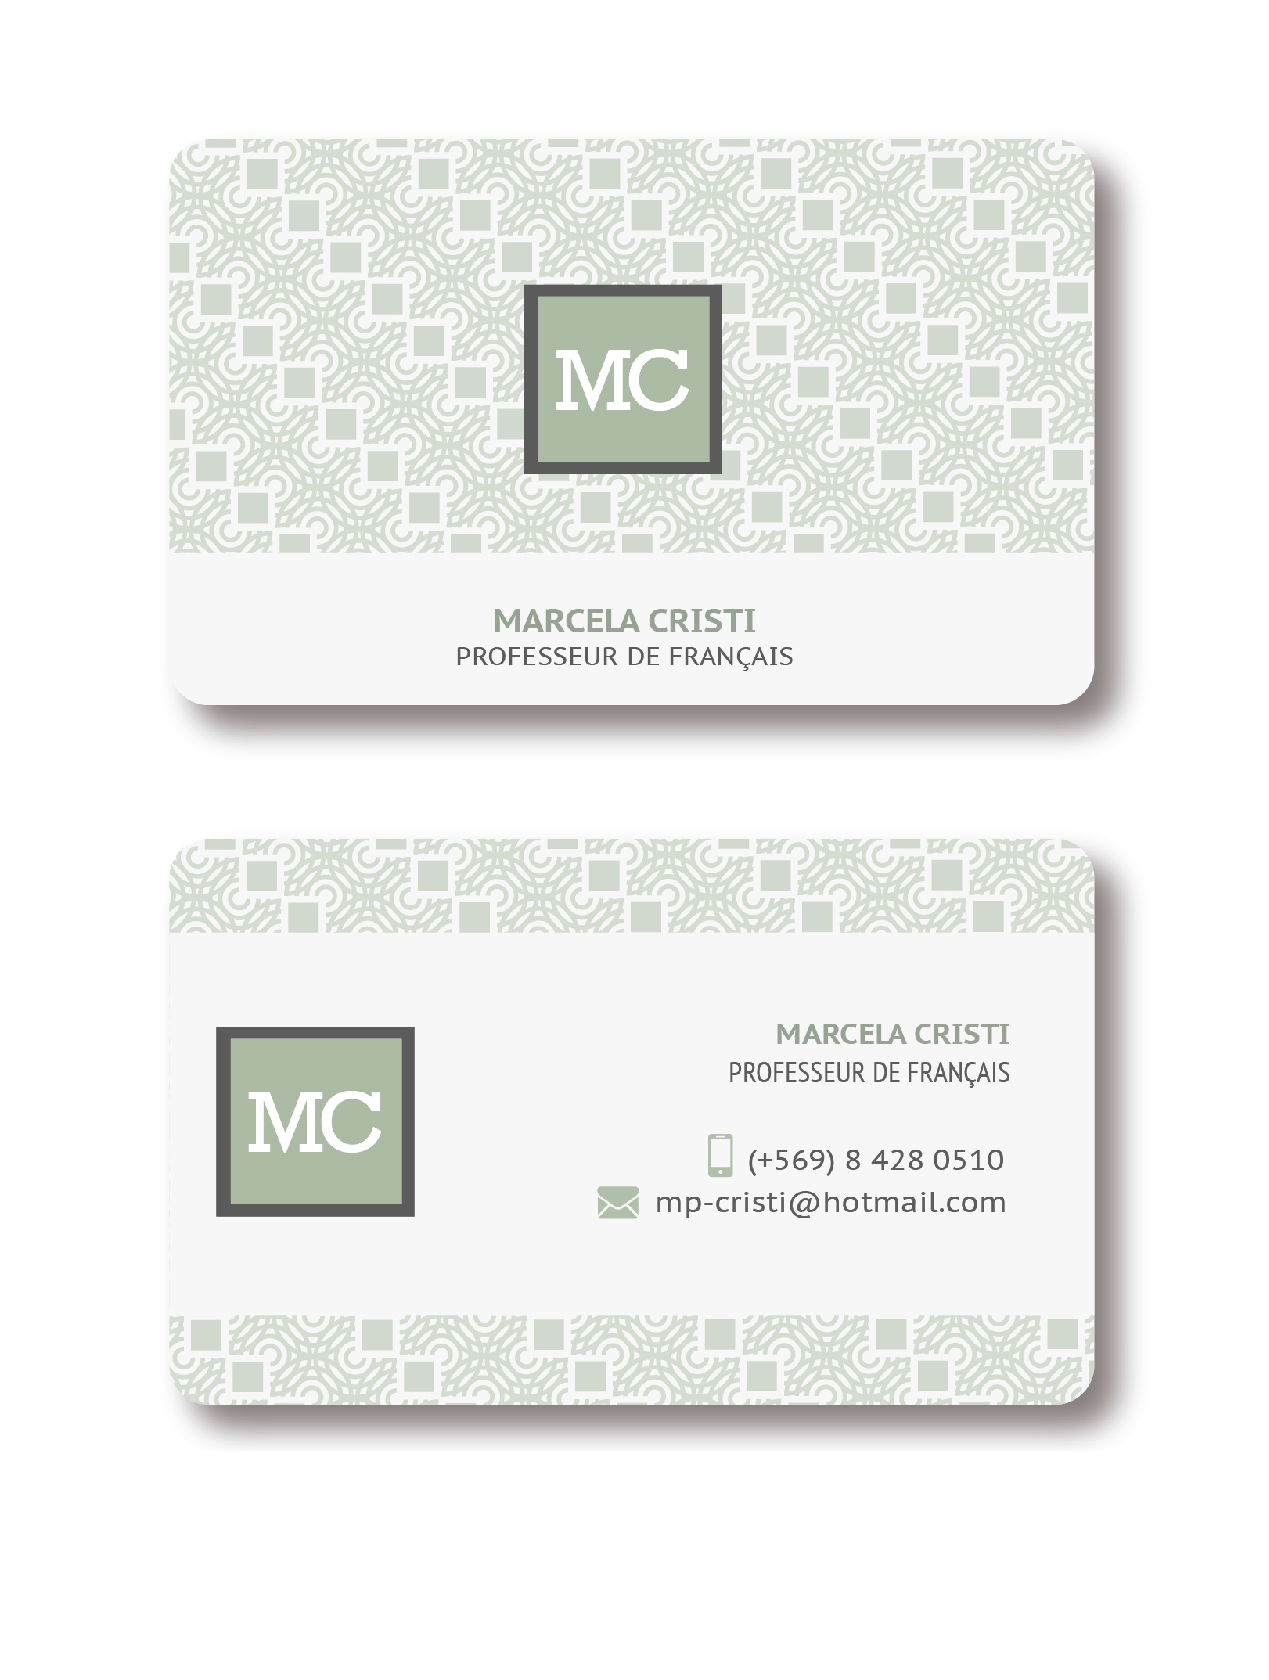 MC
MARCELA CRISTI
PROFESSEUR DE FRANÇAIS
MC
MARCELA CRISTI
PROFESSEUR DE FRANÇAIS
(+569) 8 428 0510
mp-cristi@hotmail.com